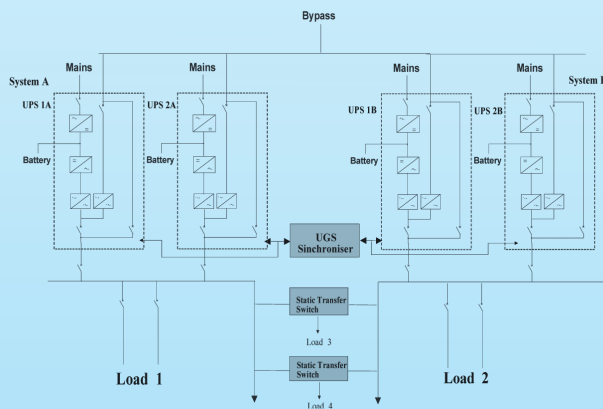 Bypass
System A
Mains
Mains
Mains
Mains
System B
UPS 1A
UPS 2A
UPS 1B
UPS 2B
Battery
Battery
Battery
Battery
UGS
Sinchroniser
Static Transfer
Switch
Load 3
Static Transfer
Switch
Load 1
Load 2
Load 4